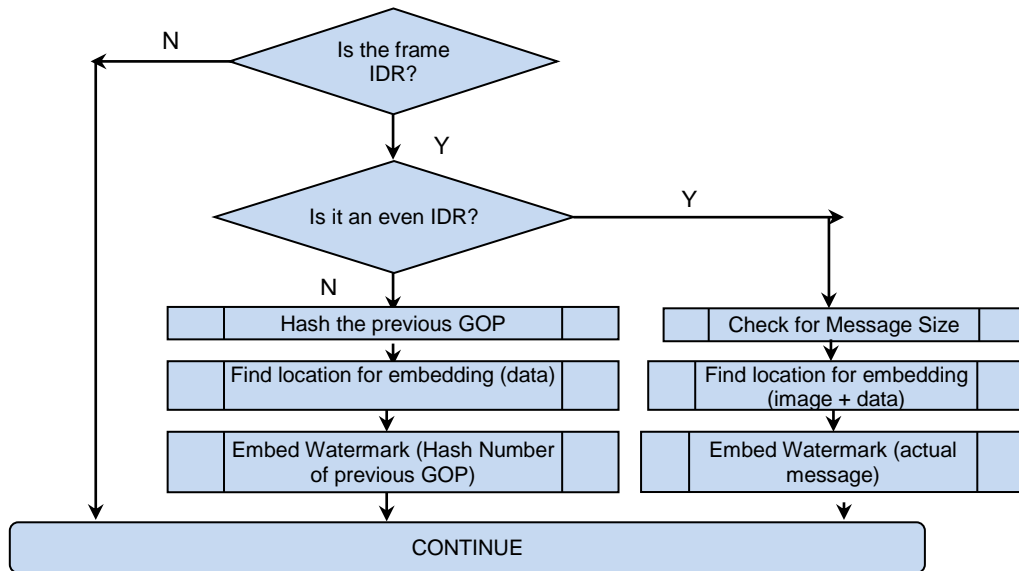 N
Is the frame
IDR?
Y
Is it an even IDR?
Y
N
Hash the previous GOP
Check for Message Size
Find location for embedding (data)
Find location for embedding
(image + data)
Embed Watermark (Hash Number
of previous GOP)
Embed Watermark (actual
message)
CONTINUE